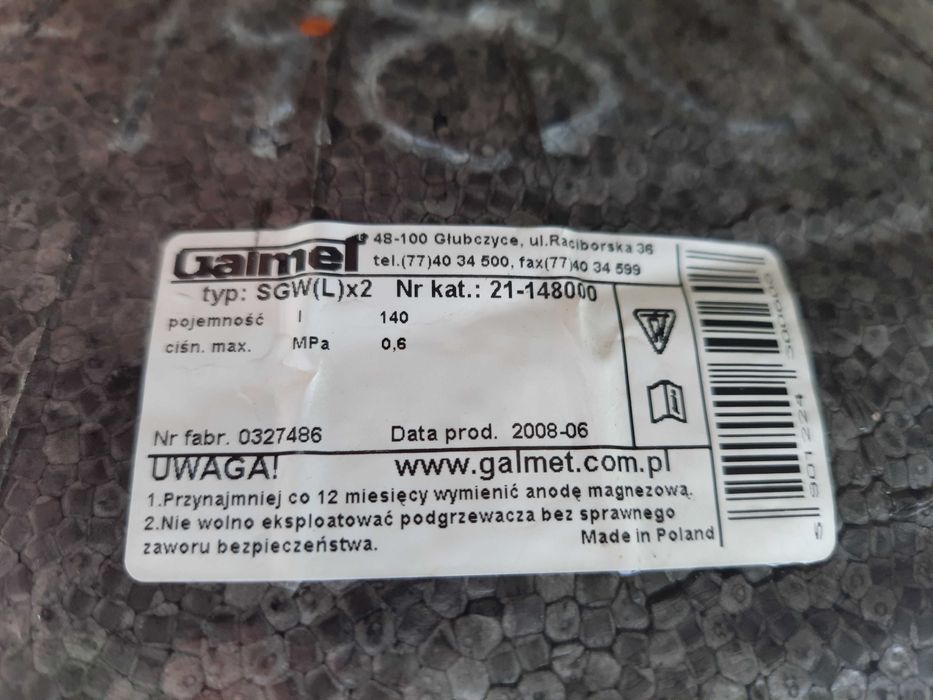 Galmet
48-100 Głubczyce, ul.Raciborska 36
tel.(77)40 34 500, fax(77)40 34 599
typ: SGW(L)x2 Nr kat.: 21-148000
pojemność l 140
ciśn. max. MPa 0,6
Nr fabr. 0327486 Data prod. 2008-06
UWAGA! www.galmet.com.pl
1.Przynajmniej co 12 miesięcy wymienić anodę magnezową.
2.Nie wolno eksploatować podgrzewacza bez sprawnego
zaworu bezpieczeństwa.
Made in Poland
5 901224